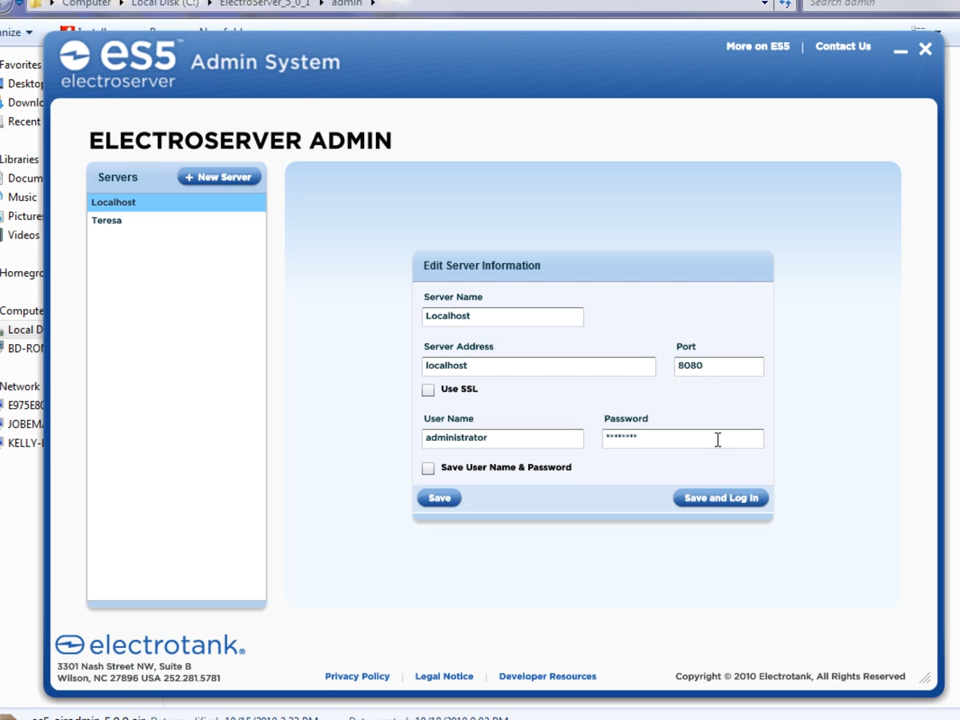 Computer ▸ Local Disk (C:) ▸ ElectroServer_5_0_1 ▸ admin ▸
Search admin
Favorites
Recent
Libraries
Music
Pictures
Videos
Network
ES5™
electroserver
Admin System
More on ES5 | Contact Us
ELECTROSERVER ADMIN
Servers
+ New Server
Localhost
Teresa
Edit Server Information
Server Name
Localhost
Server Address
Port
localhost
8080
Use SSL
User Name
Password
administrator
********
Save User Name & Password
Save
Save and Log In
electrotank®
3301 Nash Street NW, Suite B
Wilson, NC 27896 USA 252.281.5781
Privacy Policy | Legal Notice | Developer Resources
Copyright © 2010 Electrotank, All Rights Reserved